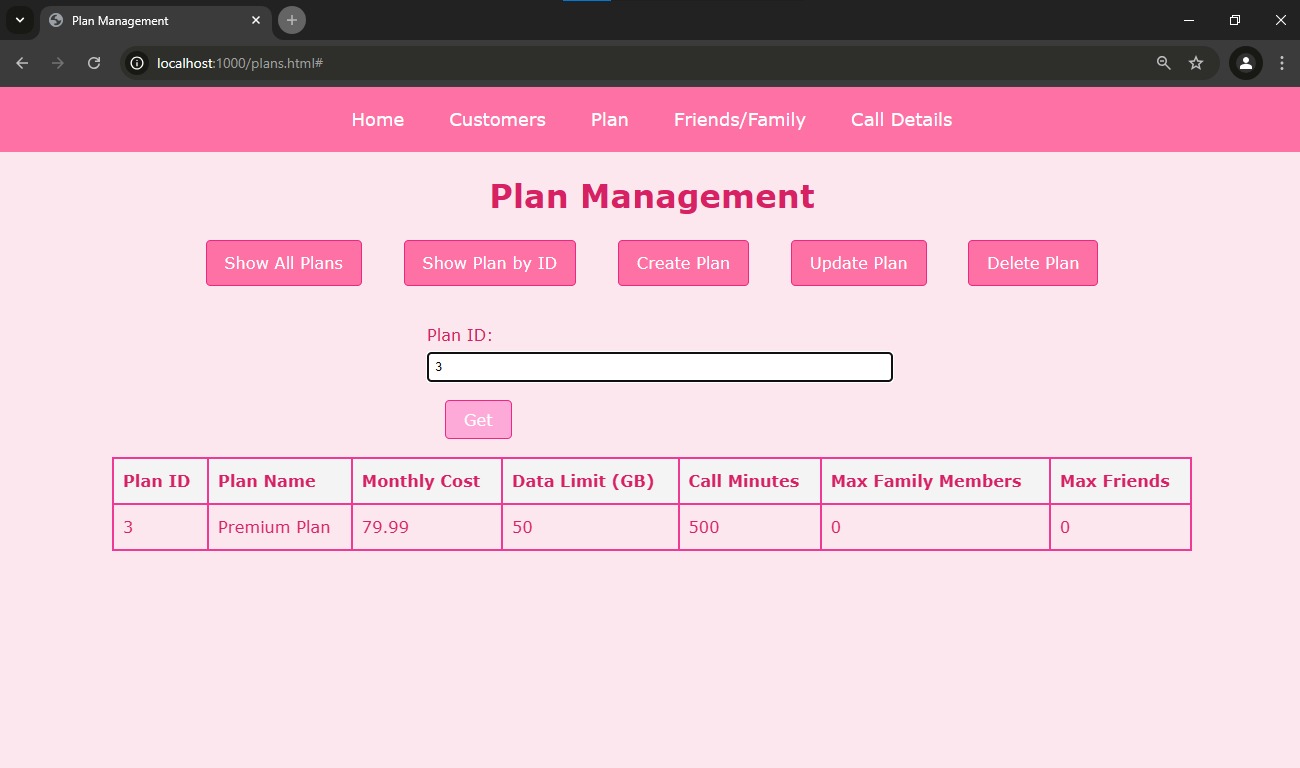 Plan Management
localhost:1000/plans.html#
Home Customers Plan Friends/Family Call Details
Plan Management
Show All Plans Show Plan by ID Create Plan Update Plan Delete Plan
Plan ID:
3
Get
Plan ID Plan Name Monthly Cost Data Limit (GB) Call Minutes Max Family Members Max Friends
3 Premium Plan 79.99 50 500 0 0